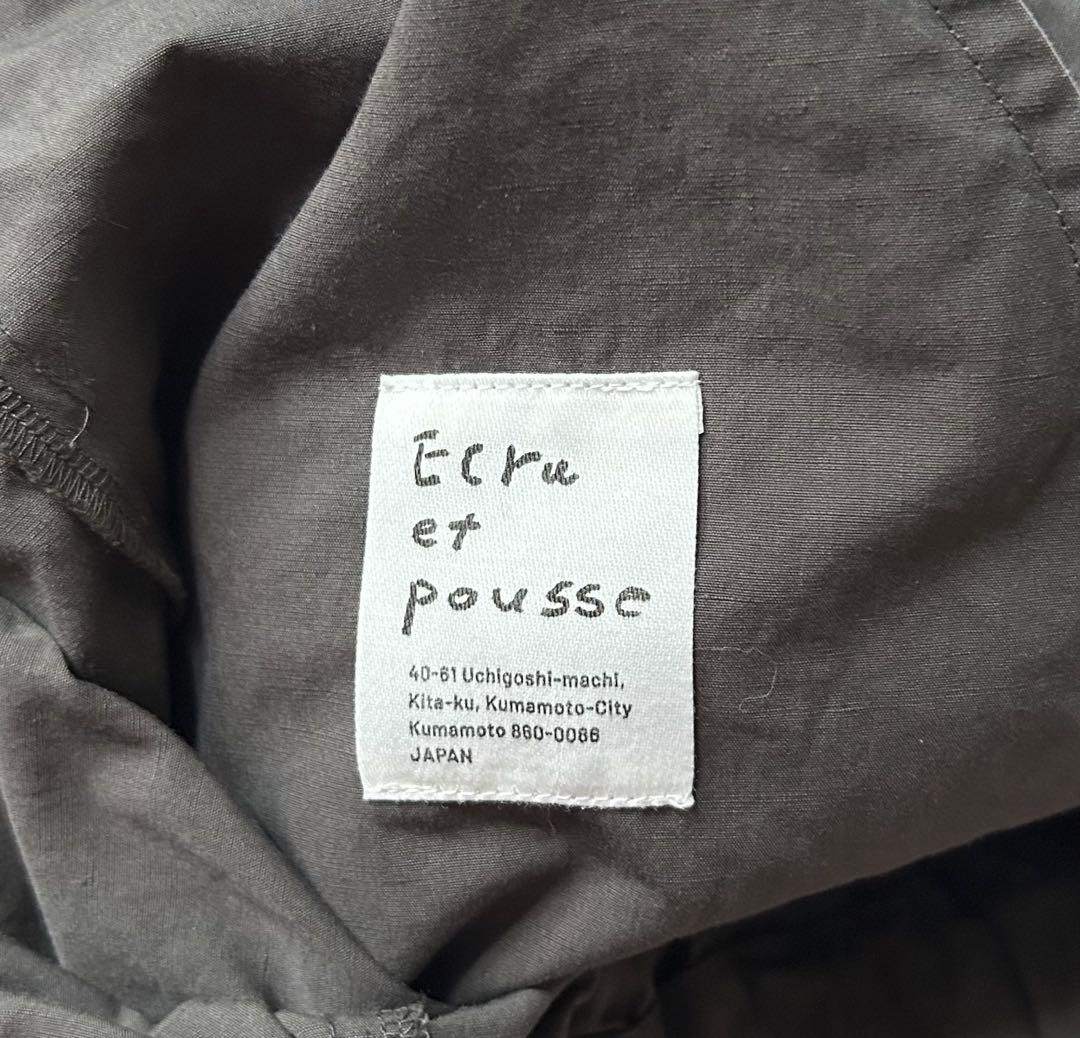 Ecru
et
pousse
40-61 Uchigoshi-machi,
Kita-ku, Kumamoto-City
Kumamoto 860-0086
JAPAN